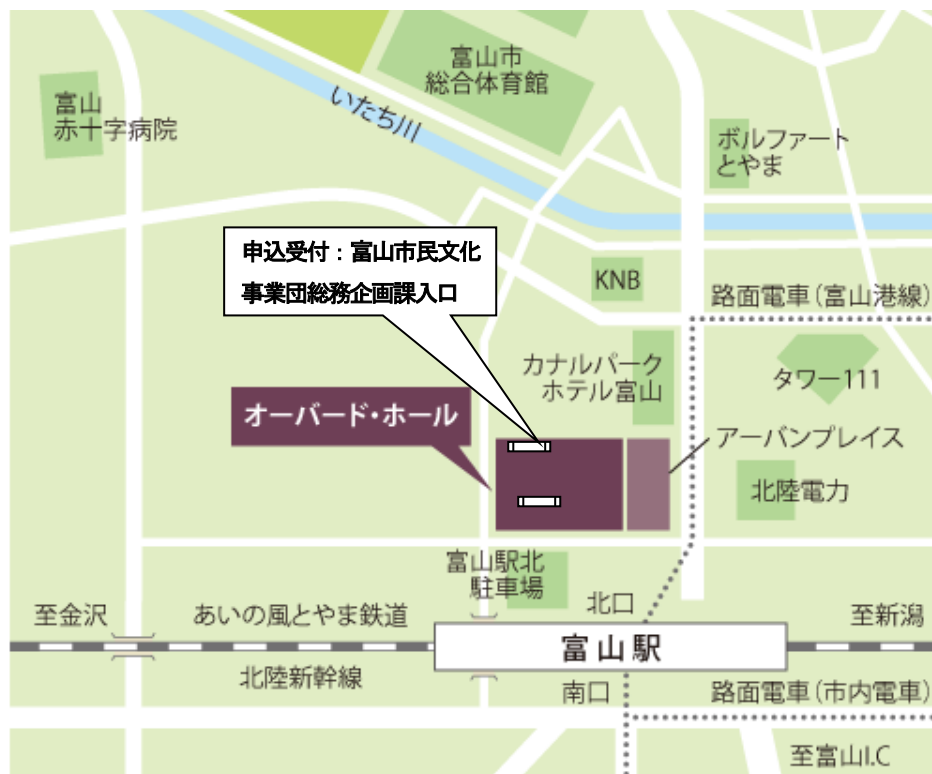 富山市
総合体育館
富山
赤十字病院
いたち川
ボルファート
とやま
申込受付：富山市民文化
事業団総務企画課入口
KNB
路面電車（富山港線）
カナルパーク
ホテル富山
タワー111
オーバード・ホール
アーバンプレイス
北陸電力
富山駅北
駐車場
北口
至金沢
あいの風とやま鉄道
至新潟
富山駅
北陸新幹線
南口
路面電車（市内電車）
至富山I.C